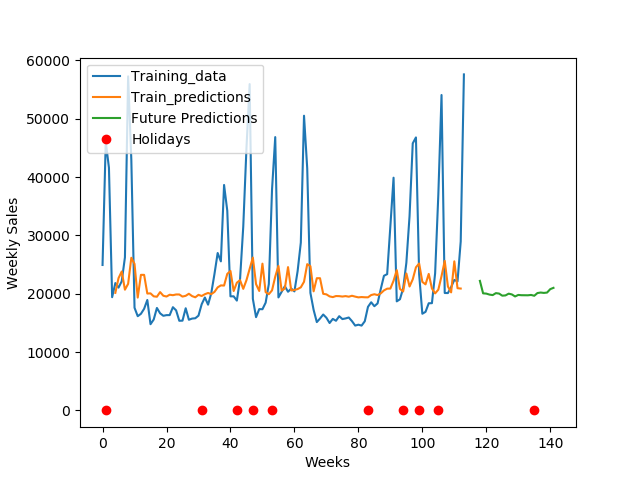 60000
50000
40000
30000
20000
10000
0
Weekly Sales
Training_data
Train_predictions
Future Predictions
Holidays
0 20 40 60 80 100 120 140
Weeks